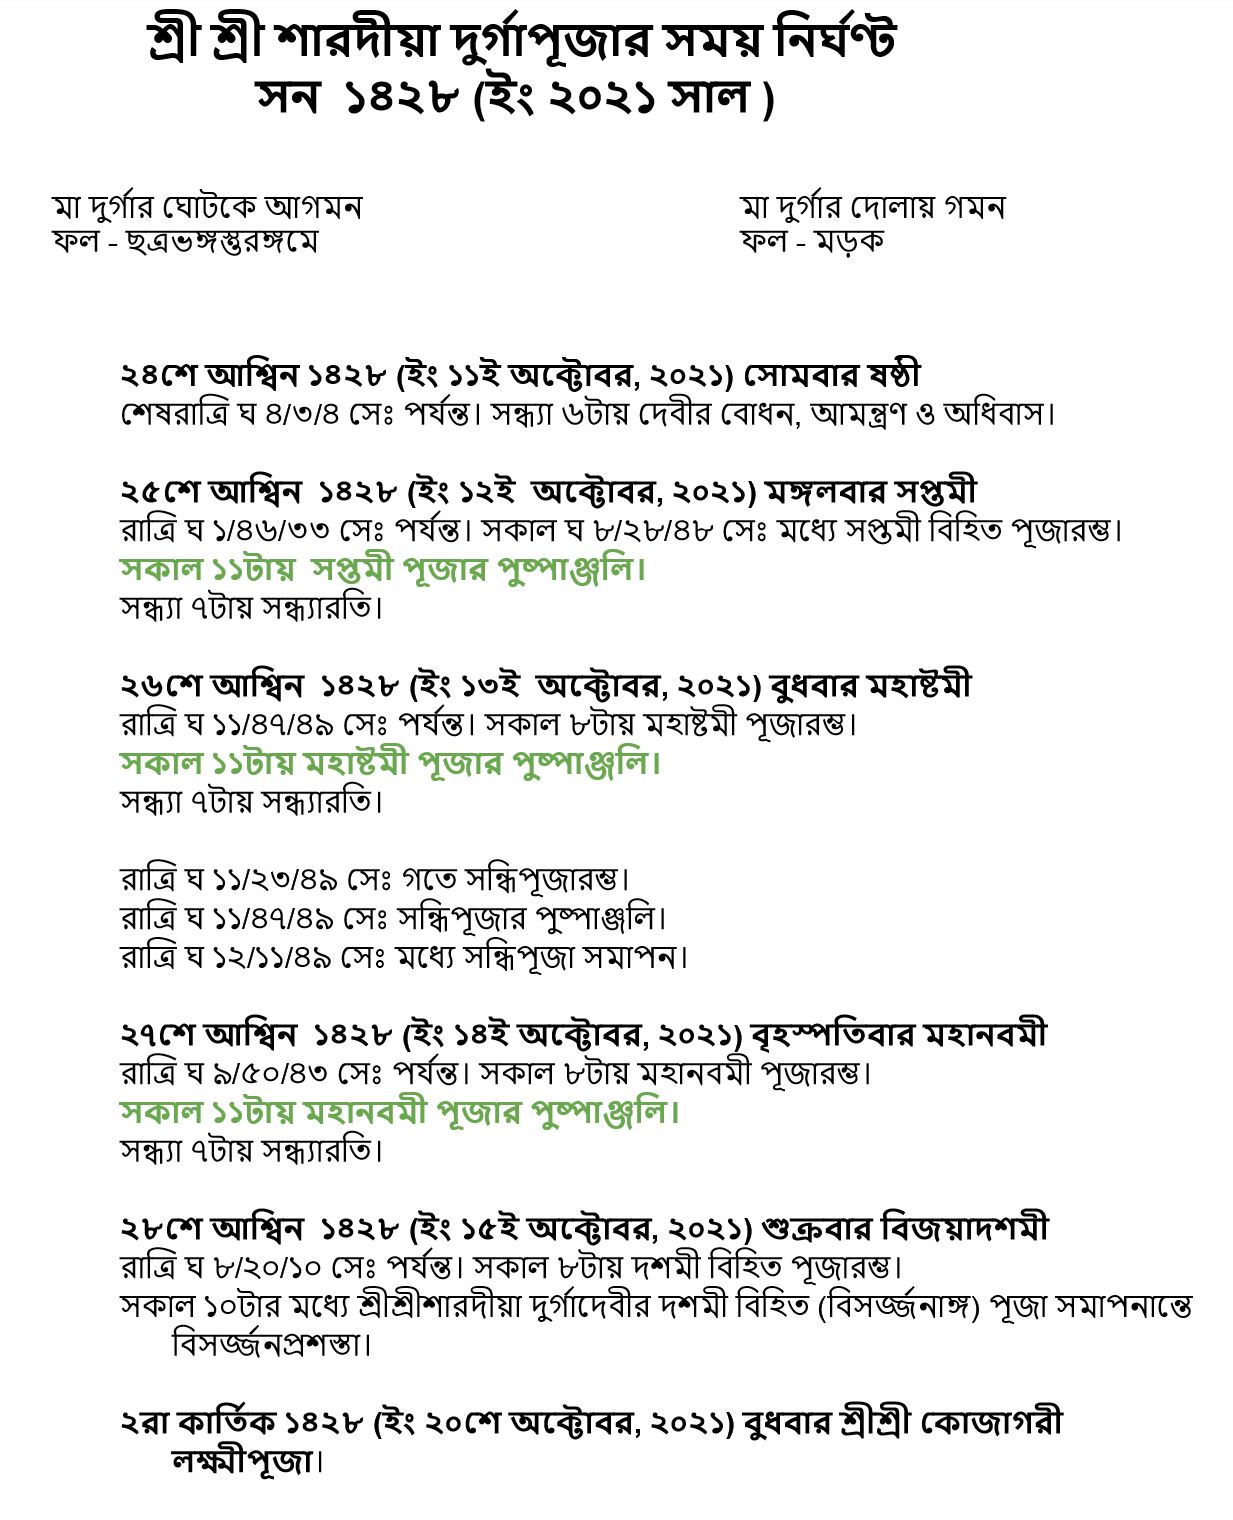 শ্রী শ্রী শারদীয়া দুর্গাপূজার সময় নির্ঘণ্ট
সন ১৪২৮ (ইং ২০২১ সাল )
মা দুর্গার ঘোটকে আগমন
ফল - ছত্রভঙ্গস্তুরঙ্গমে
মা দুর্গার দোলায় গমন
ফল - মড়ক
২৪শে আশ্বিন ১৪২৮ (ইং ১১ই অক্টোবর, ২০২১) সোমবার ষষ্ঠী
শেষরাত্রি ঘ ৪/৩/৪ সেঃ পর্যন্ত। সন্ধ্যা ৬টায় দেবীর বোধন, আমন্ত্রণ ও অধিবাস।
২৫শে আশ্বিন ১৪২৮ (ইং ১২ই অক্টোবর, ২০২১) মঙ্গলবার সপ্তমী
রাত্রি ঘ ১/৪৬/৩৩ সেঃ পর্যন্ত। সকাল ঘ ৮/২৮/৪৮ সেঃ মধ্যে সপ্তমী বিহিত পূজারম্ভ।
সকাল ১১টায় সপ্তমী পূজার পুষ্পাঞ্জলি।
সন্ধ্যা ৭টায় সন্ধ্যারতি।
২৬শে আশ্বিন ১৪২৮ (ইং ১৩ই অক্টোবর, ২০২১) বুধবার মহাষ্টমী
রাত্রি ঘ ১১/৪৭/৪৯ সেঃ পর্যন্ত। সকাল ৮টায় মহাষ্টমী পূজারম্ভ।
সকাল ১১টায় মহাষ্টমী পূজার পুষ্পাঞ্জলি।
সন্ধ্যা ৭টায় সন্ধ্যারতি।
রাত্রি ঘ ১১/২৩/৪৯ সেঃ গতে সন্ধিপূজারম্ভ।
রাত্রি ঘ ১১/৪৭/৪৯ সেঃ সন্ধিপূজার পুষ্পাঞ্জলি।
রাত্রি ঘ ১২/১১/৪৯ সেঃ মধ্যে সন্ধিপূজা সমাপন।
২৭শে আশ্বিন ১৪২৮ (ইং ১৪ই অক্টোবর, ২০২১) বৃহস্পতিবার মহানবমী
রাত্রি ঘ ৯/৫০/৪৩ সেঃ পর্যন্ত। সকাল ৮টায় মহানবমী পূজারম্ভ।
সকাল ১১টায় মহানবমী পূজার পুষ্পাঞ্জলি।
সন্ধ্যা ৭টায় সন্ধ্যারতি।
২৮শে আশ্বিন ১৪২৮ (ইং ১৫ই অক্টোবর, ২০২১) শুক্রবার বিজয়াদশমী
রাত্রি ঘ ৮/২০/১০ সেঃ পর্যন্ত। সকাল ৮টায় দশমী বিহিত পূজারম্ভ।
সকাল ১০টার মধ্যে শ্রীশ্রীশারদীয়া দুর্গাদেবীর দশমী বিহিত (বিসর্জ্জনাঙ্গ) পূজা সমাপনান্তে
বিসর্জ্জনপ্রশস্তা।
২রা কার্তিক ১৪২৮ (ইং ২০শে অক্টোবর, ২০২১) বুধবার শ্রীশ্রী কোজাগরী
লক্ষ্মীপূজা।